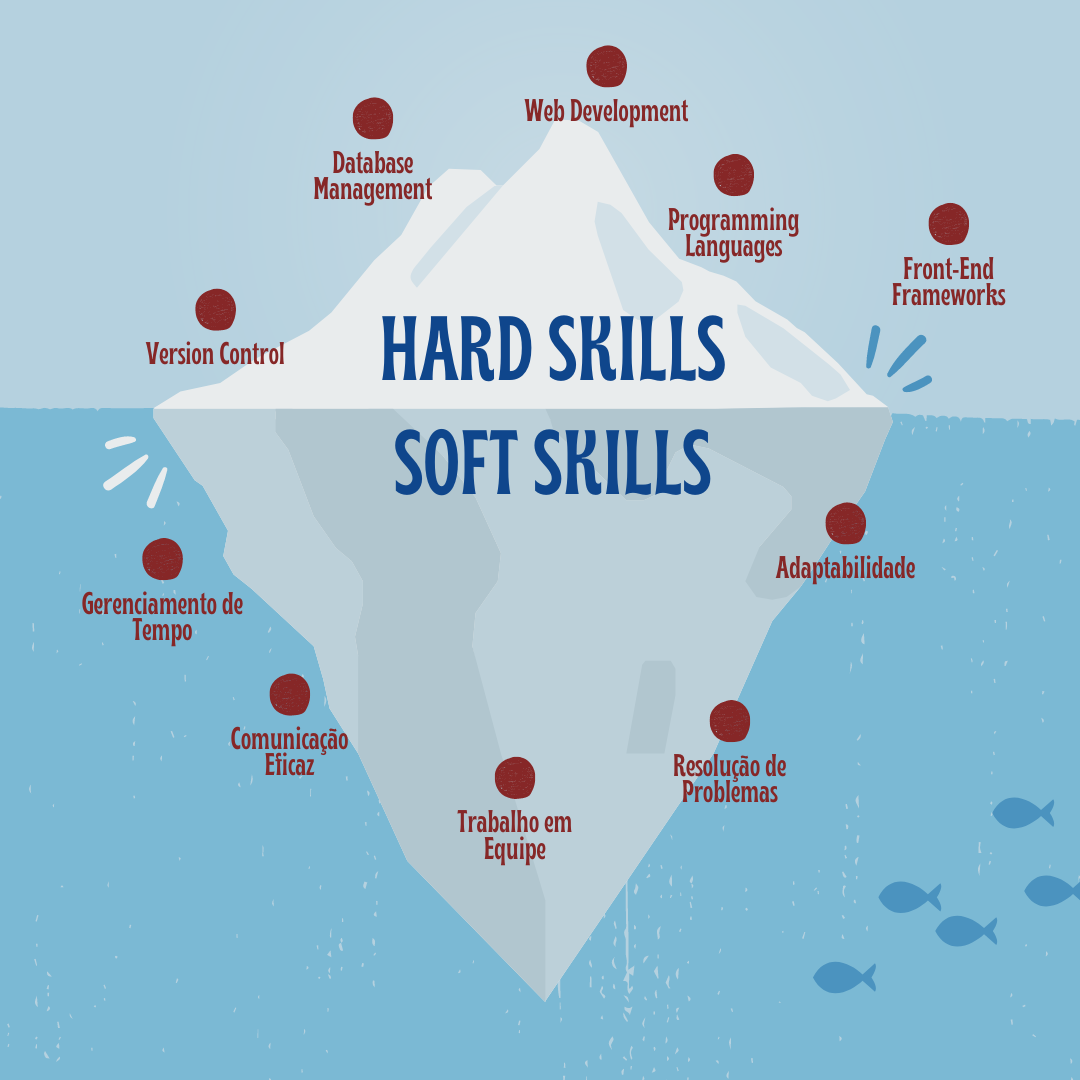 Web Development
Database
Management
Programming
Languages
Front-End
Frameworks
Version Control
HARD SKILLS
SOFT SKILLS
Adaptabilidade
Gerenciamento de
Tempo
Comunicação
Eficaz
Resolução de
Problemas
Trabalho em
Equipe